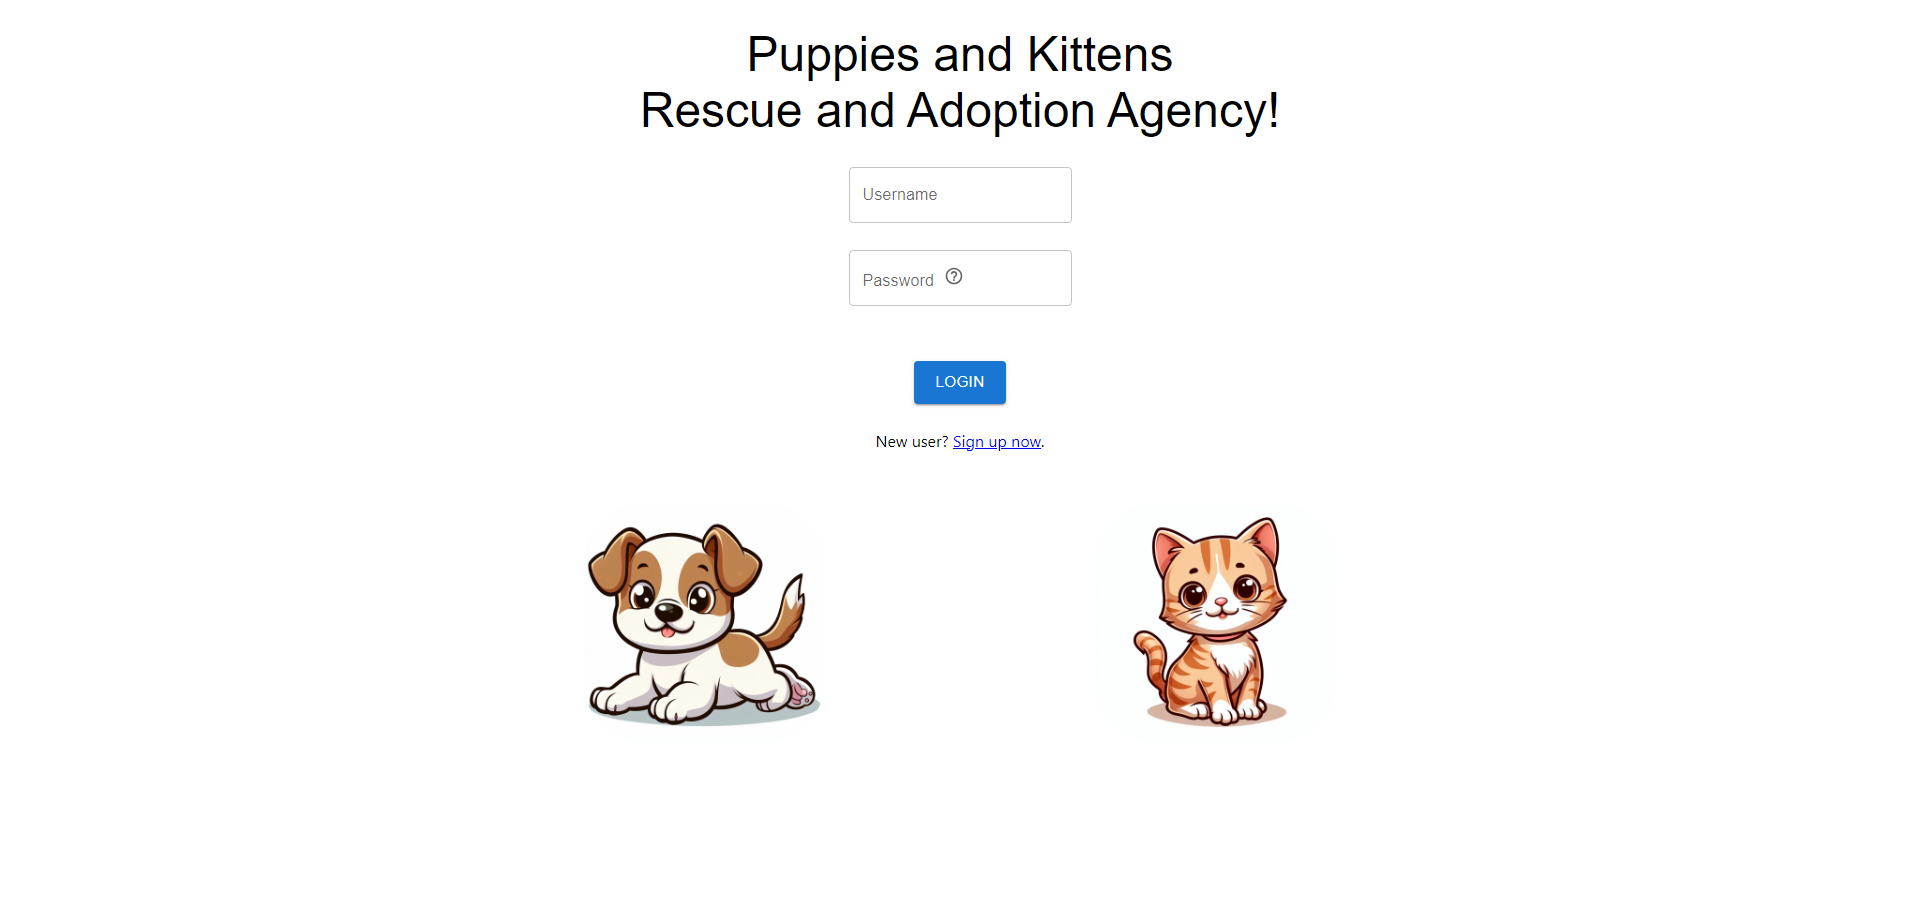 Puppies and Kittens
Rescue and Adoption Agency!
Username
Password
LOGIN
New user? Sign up now.